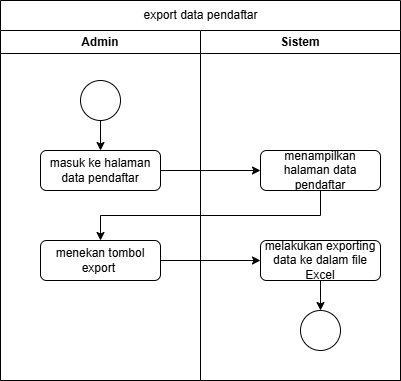 export data pendaftar
Admin
Sistem
masuk ke halaman
data pendaftar
menampilkan
halaman data
pendaftar
menekan tombol
export
melakukan exporting
data ke dalam file
Excel